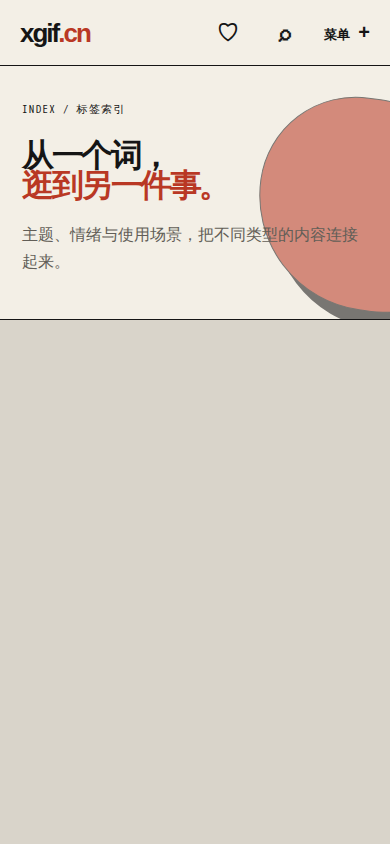 xgif.cn
菜单 +
INDEX / 标签索引
从一个词，
逛到另一件事。
主题、情绪与使用场景，把不同类型的内容连接
起来。